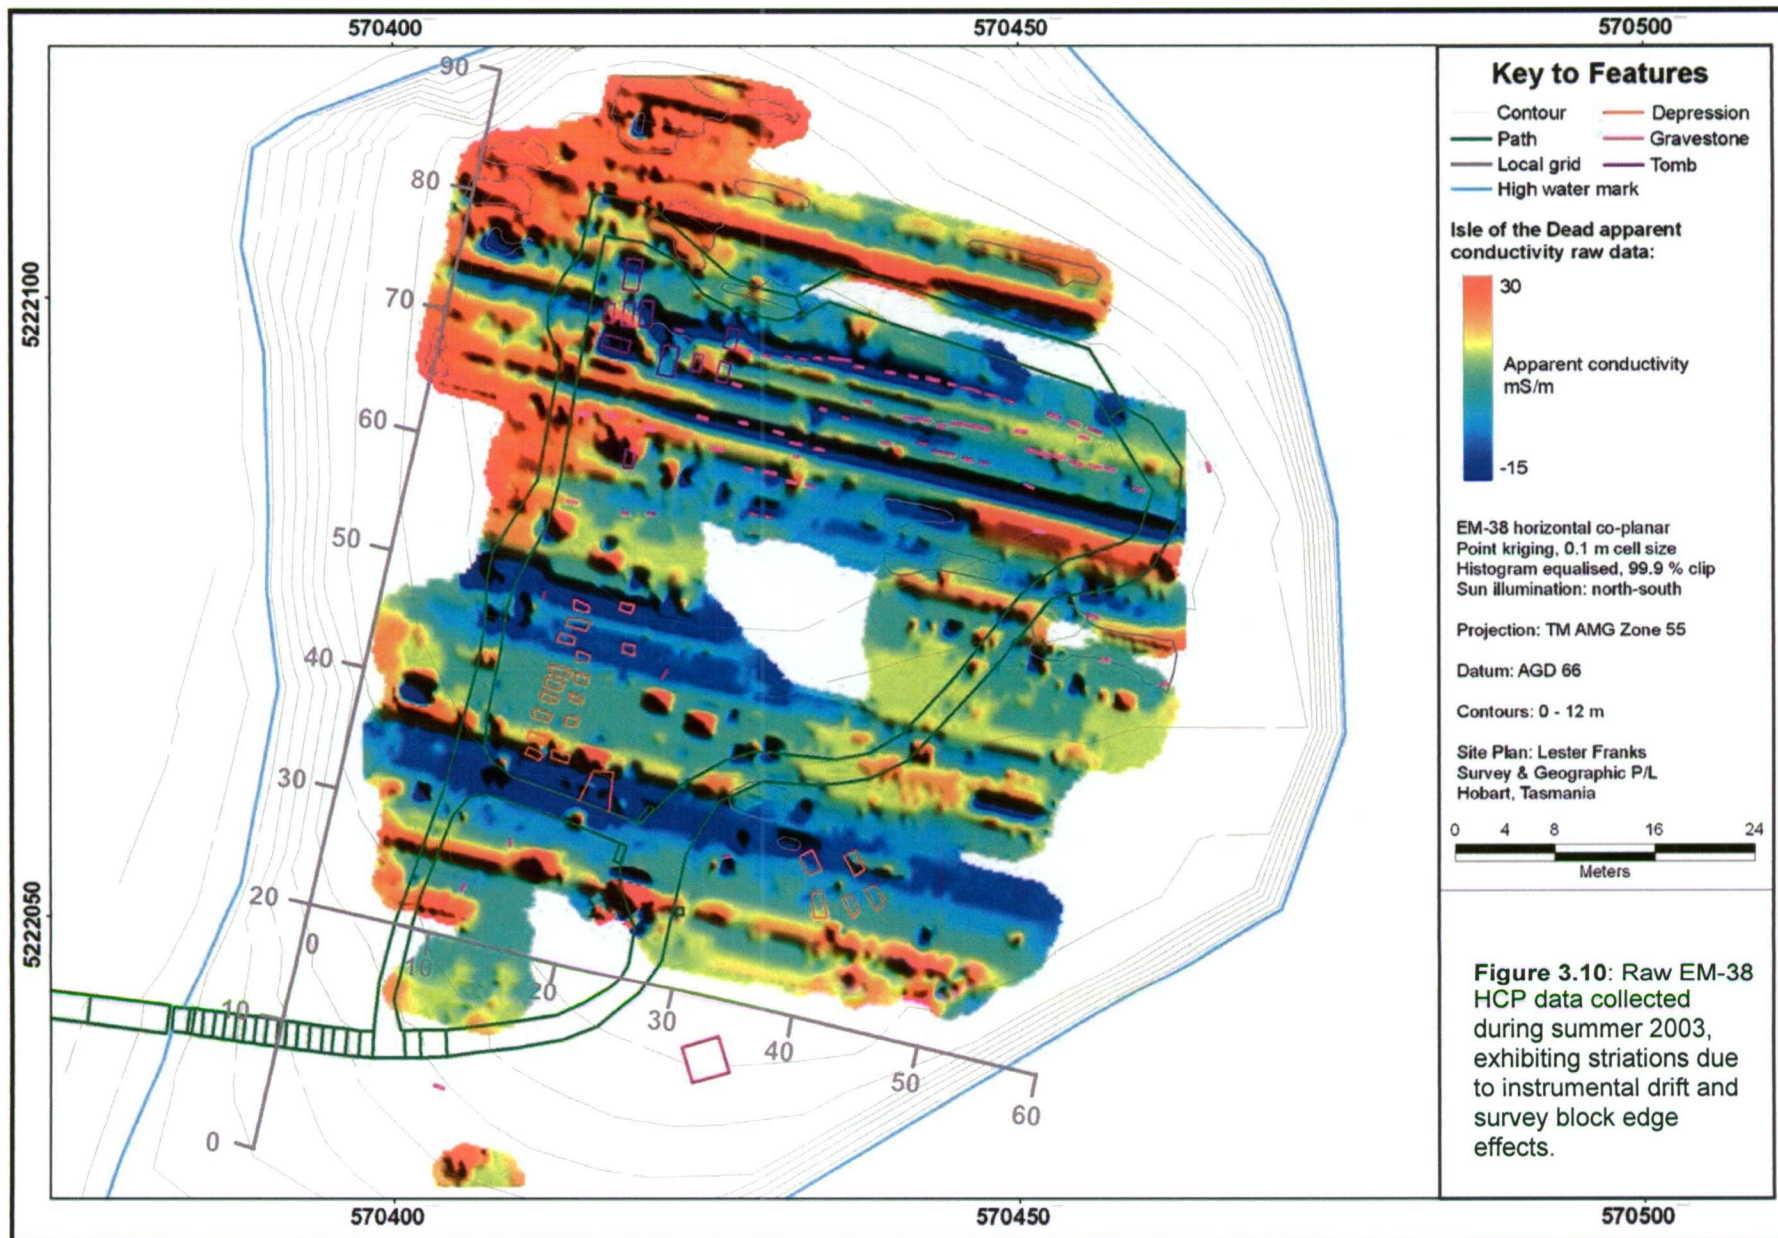 570400
570450
570500
5222100
5222050
90
80
70
60
50
40
30
20
10
0
0
10
20
30
40
50
60
570400
570450
570500
Key to Features
Contour
Depression
Path
Gravestone
Local grid
Tomb
High water mark
Isle of the Dead apparent
conductivity raw data:
30
Apparent conductivity
mS/m
-15
EM-38 horizontal co-planar
Point kriging, 0.1 m cell size
Histogram equalised, 99.9 % clip
Sun illumination: north-south
Projection: TM AMG Zone 55
Datum: AGD 66
Contours: 0 - 12 m
Site Plan: Lester Franks
Survey & Geographic P/L
Hobart, Tasmania
0 4 8 16 24
Meters
Figure 3.10: Raw EM-38
HCP data collected
during summer 2003,
exhibiting striations due
to instrumental drift and
survey block edge
effects.